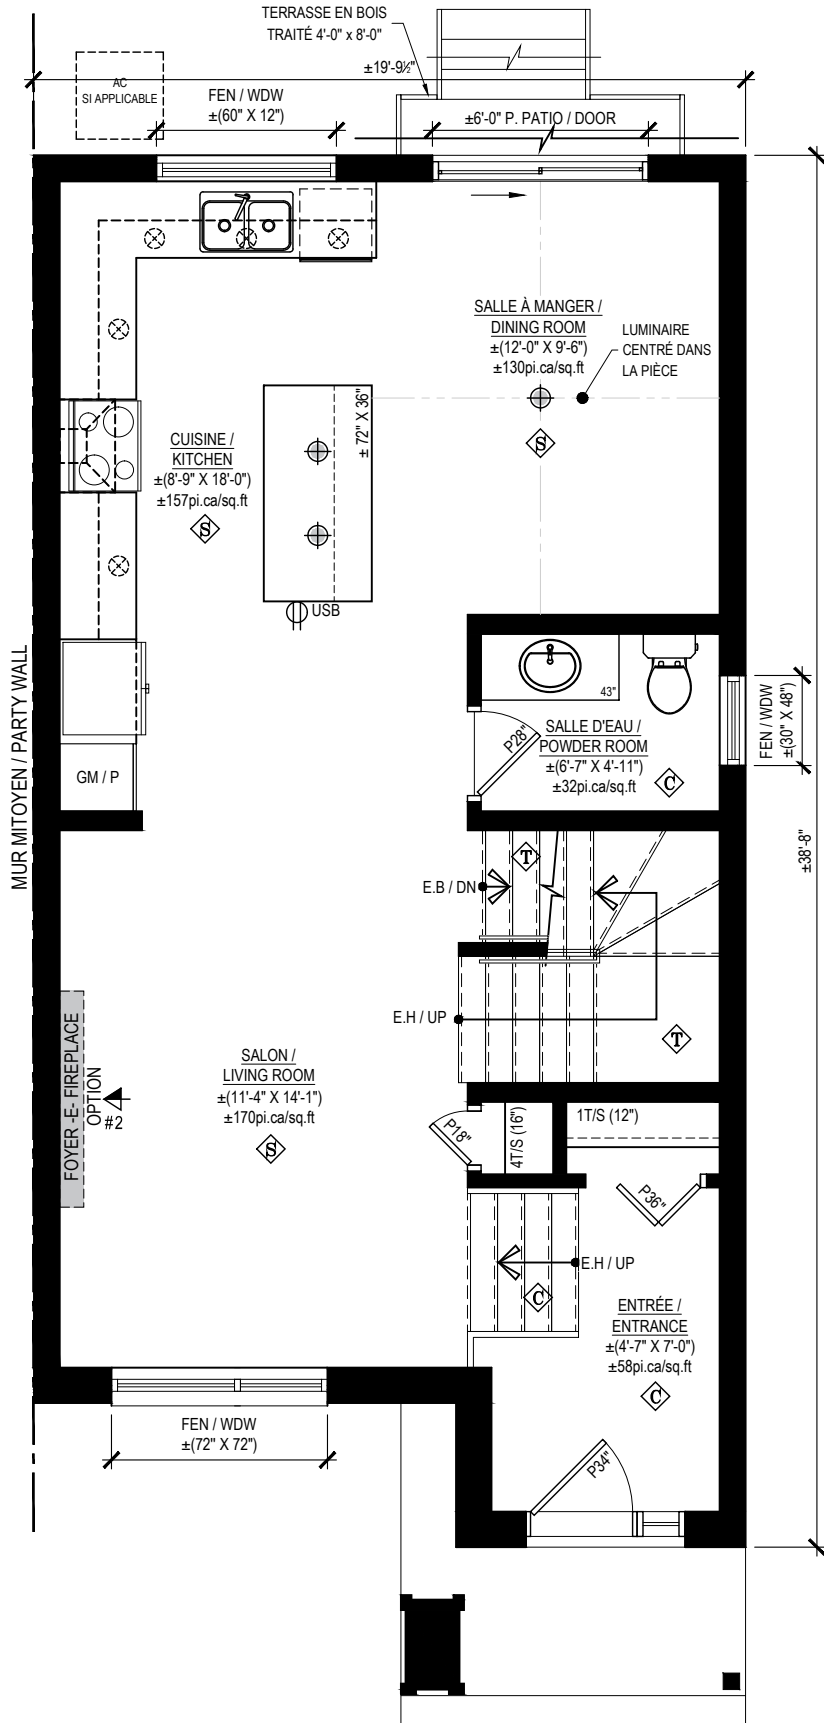 TERRASSE EN BOIS
TRAITÉ 4'-0" x 8'-0"
±19'-9½"
AC
SI APPLICABLE
FEN / WDW
±(60" X 12")
±6'-0" P. PATIO / DOOR
SALLE À MANGER /
DINING ROOM
±(12'-0" X 9'-6")
±130pi.ca/sq.ft
LUMINAIRE
CENTRÉ DANS
LA PIÈCE
S
± 72" X 36"
CUISINE /
KITCHEN
±(8'-9" X 18'-0")
±157pi.ca/sq.ft
S
USB
MUR MITOYEN / PARTY WALL
GM / P
43"
P28"
SALLE D'EAU /
POWDER ROOM
±(6'-7" X 4'-11")
±32pi.ca/sq.ft
C
FEN / WDW
±(30" X 48")
±38'-8"
T
E.B / DN
E.H / UP
T
FOYER -E- FIREPLACE
OPTION
#2
SALON /
LIVING ROOM
±(11'-4" X 14'-1")
±170pi.ca/sq.ft
S
P18"
4T/S (16")
1T/S (12")
P36"
E.H / UP
C
ENTRÉE /
ENTRANCE
±(4'-7" X 7'-0")
±58pi.ca/sq.ft
C
FEN / WDW
±(72" X 72")
P34"